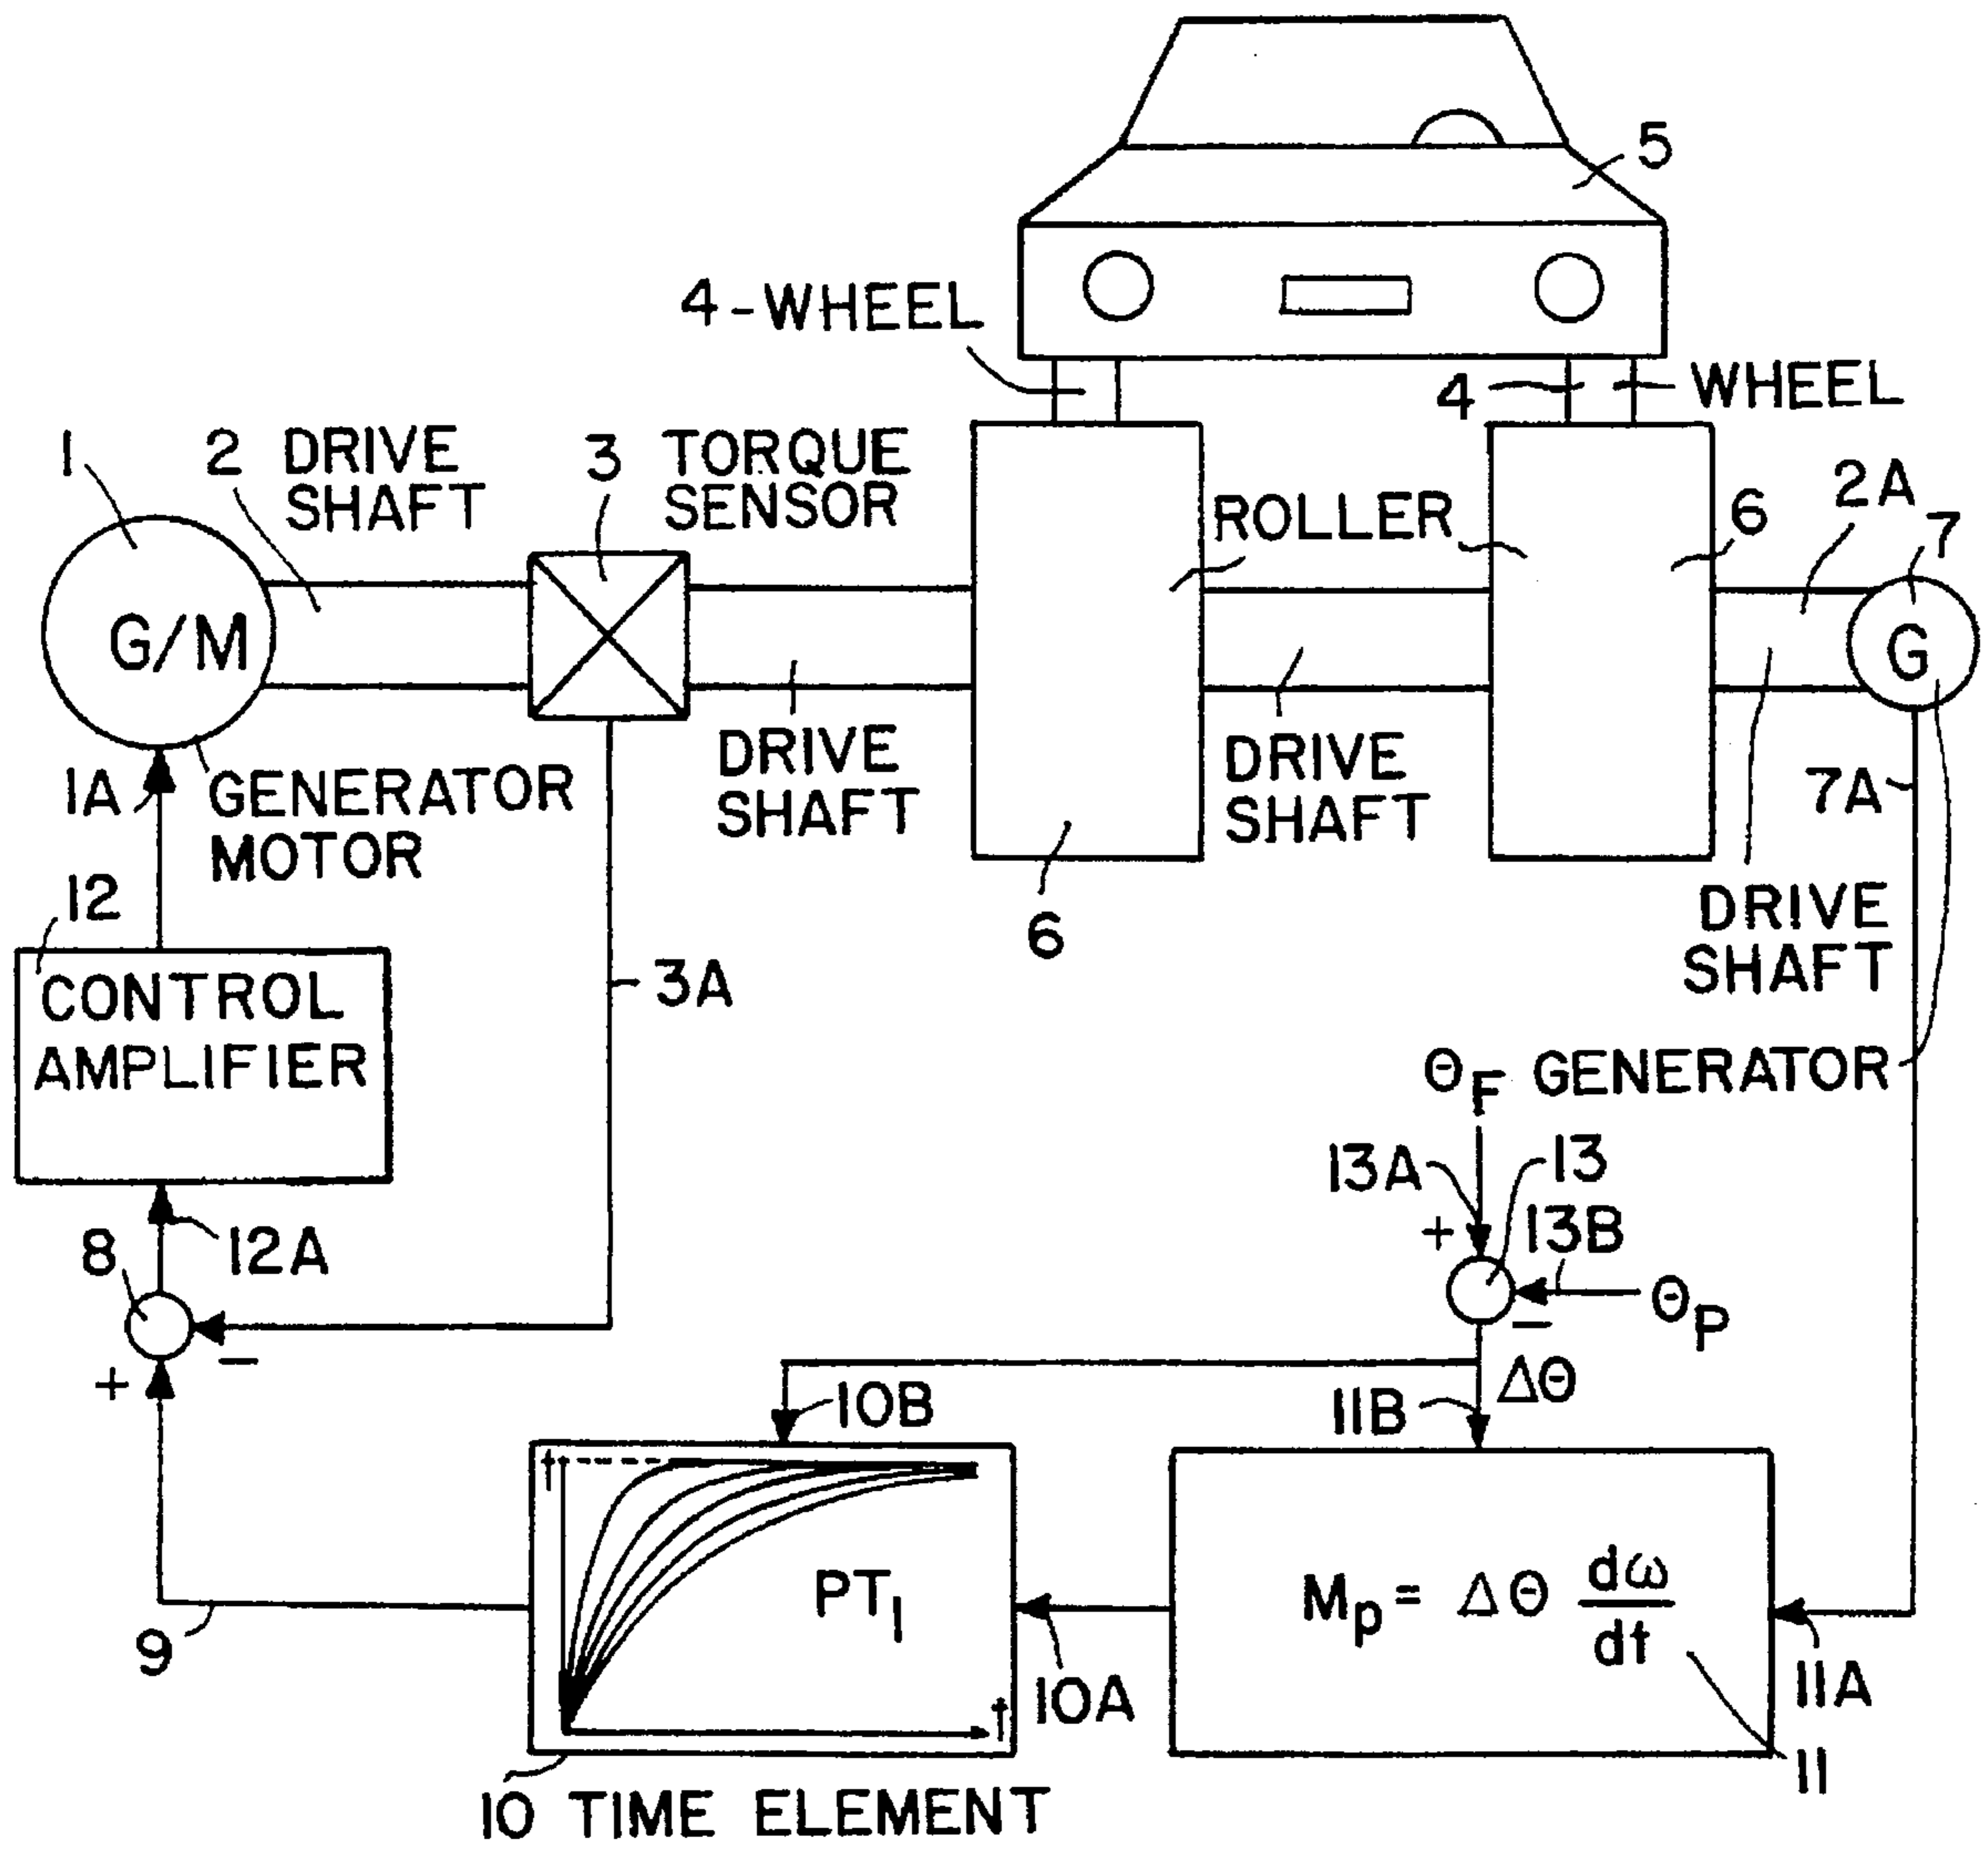 5
4-WHEEL
4
WHEEL
1
2 DRIVE
SHAFT
3 TORQUE
SENSOR
ROLLER
6
2A
7
G/M
G
1A
GENERATOR
MOTOR
DRIVE
SHAFT
DRIVE
SHAFT
7A
12
6
DRIVE
SHAFT
CONTROL
AMPLIFIER
3A
ΘF GENERATOR
13A
13
+
13B
8
12A
ΘP
−
+
−
10B
11B
ΔΘ
t
PT1
Mp = ΔΘ dω/dt
9
t
10A
11A
11
10 TIME ELEMENT